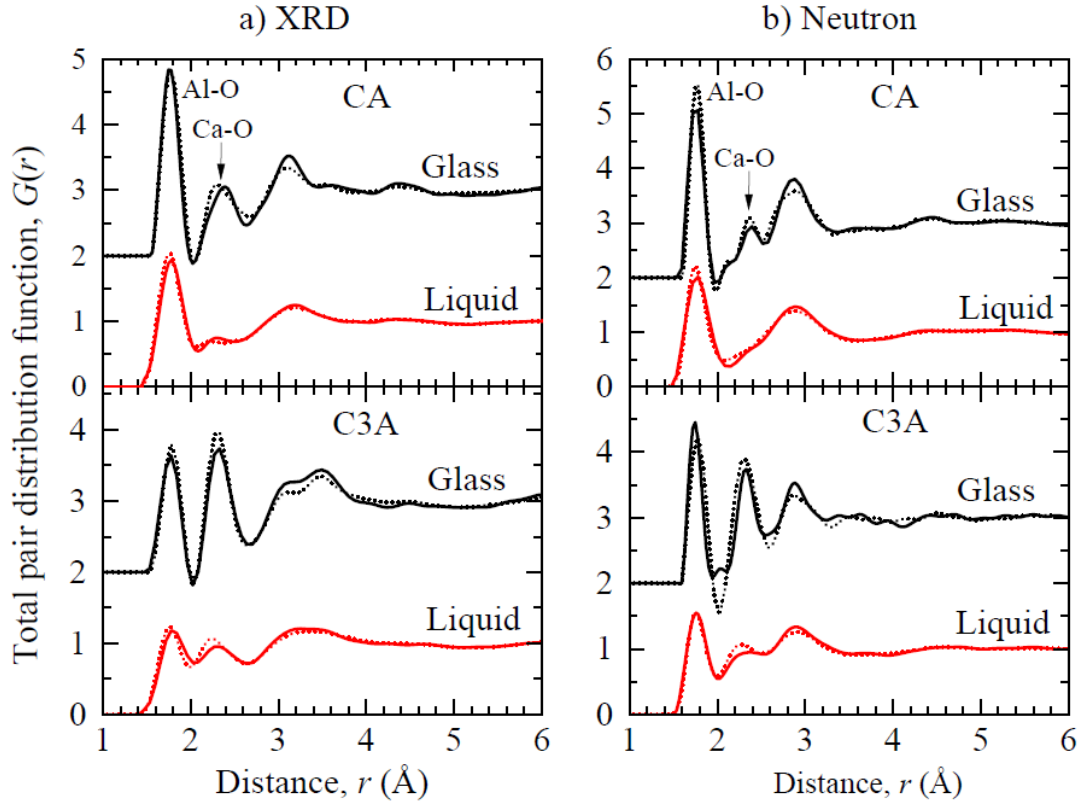 a) XRD
b) Neutron
Total pair distribution function, G(r)
5
4
3
2
1
0
Al-O
CA
Ca-O
Glass
Liquid
4
3
2
1
0
C3A
Glass
Liquid
1 2 3 4 5 6
Distance, r (Å)
6
5
4
3
2
1
0
Al-O
CA
Ca-O
Glass
Liquid
4
3
2
1
0
C3A
Glass
Liquid
1 2 3 4 5 6
Distance, r (Å)